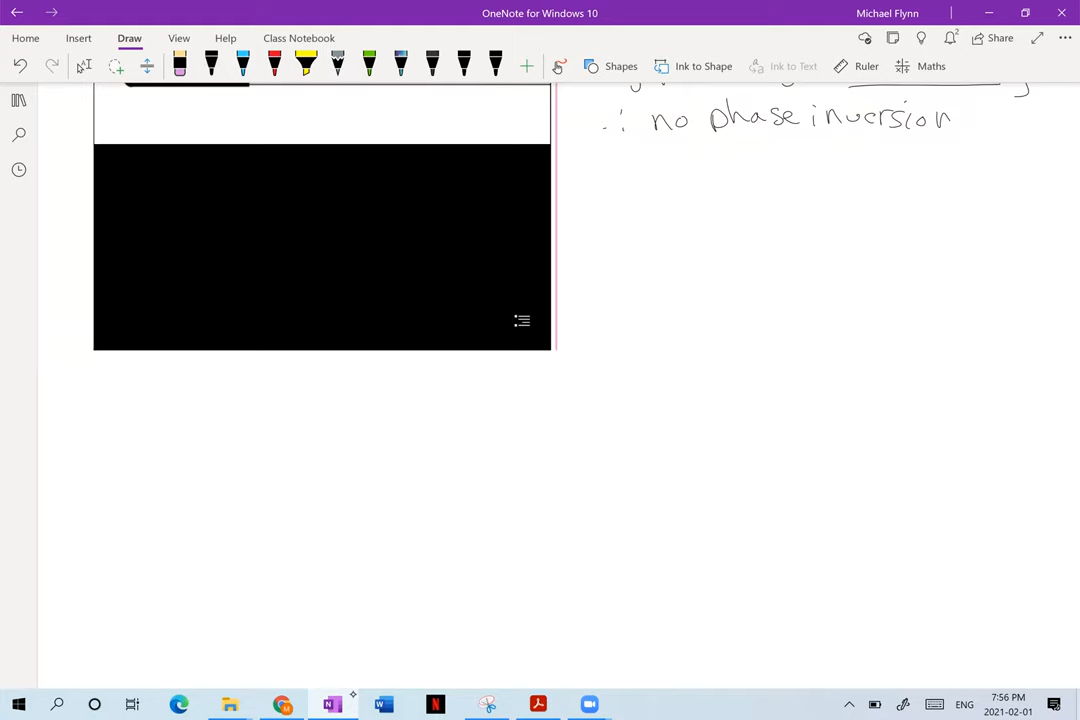 OneNote for Windows 10
Michael Flynn
Home
Insert
Draw
View
Help
Class Notebook
Share
Shapes
Ink to Shape
Ink to Text
Ruler
Maths
∴ no phase inversion
ENG
7:56 PM
2021-02-01